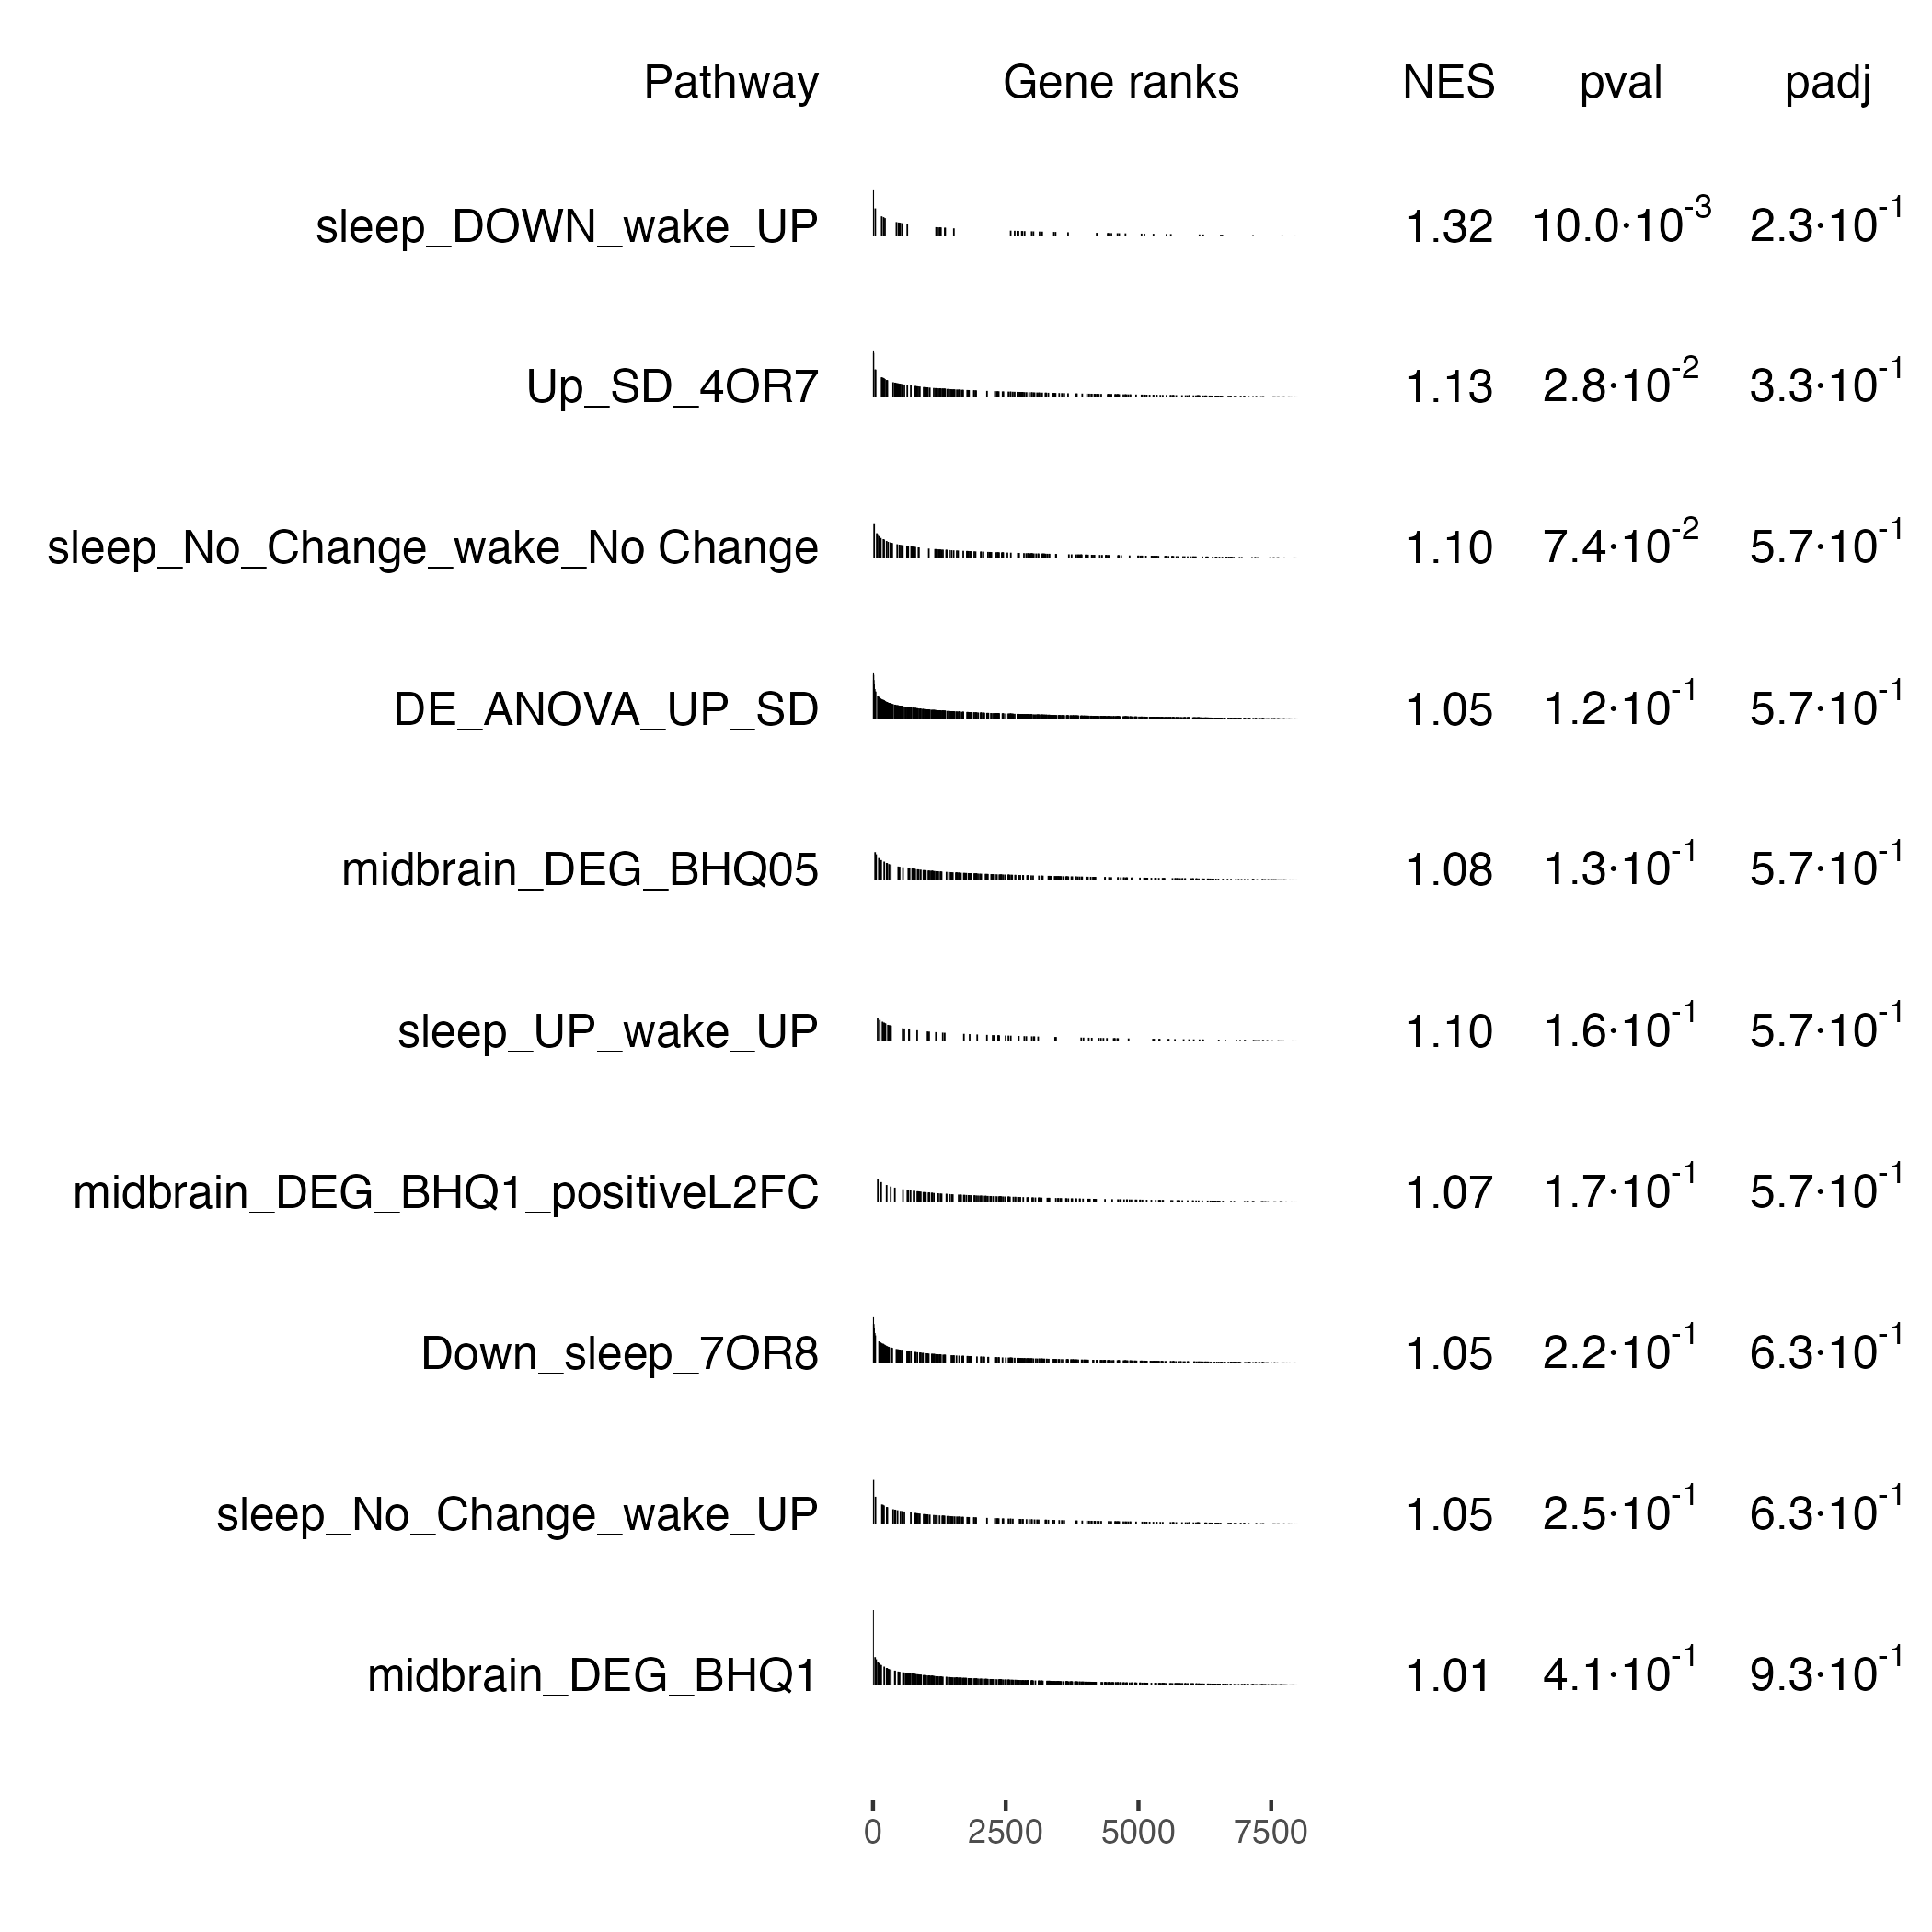 Pathway Gene ranks NES pval padj
sleep_DOWN_wake_UP 1.32 10.0·10⁻³ 2.3·10⁻¹
Up_SD_4OR7 1.13 2.8·10⁻² 3.3·10⁻¹
sleep_No_Change_wake_No Change 1.10 7.4·10⁻² 5.7·10⁻¹
DE_ANOVA_UP_SD 1.05 1.2·10⁻¹ 5.7·10⁻¹
midbrain_DEG_BHQ05 1.08 1.3·10⁻¹ 5.7·10⁻¹
sleep_UP_wake_UP 1.10 1.6·10⁻¹ 5.7·10⁻¹
midbrain_DEG_BHQ1_positiveL2FC 1.07 1.7·10⁻¹ 5.7·10⁻¹
Down_sleep_7OR8 1.05 2.2·10⁻¹ 6.3·10⁻¹
sleep_No_Change_wake_UP 1.05 2.5·10⁻¹ 6.3·10⁻¹
midbrain_DEG_BHQ1 1.01 4.1·10⁻¹ 9.3·10⁻¹
0 2500 5000 7500